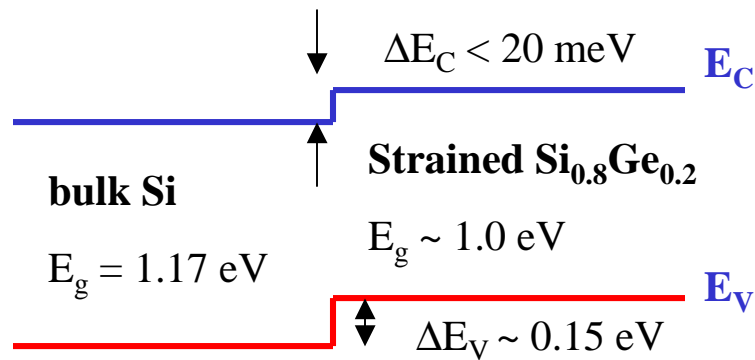 ΔE_C < 20 meV
E_C
bulk Si
Strained Si_0.8Ge_0.2
E_g = 1.17 eV
E_g ~ 1.0 eV
E_V
ΔE_V ~ 0.15 eV